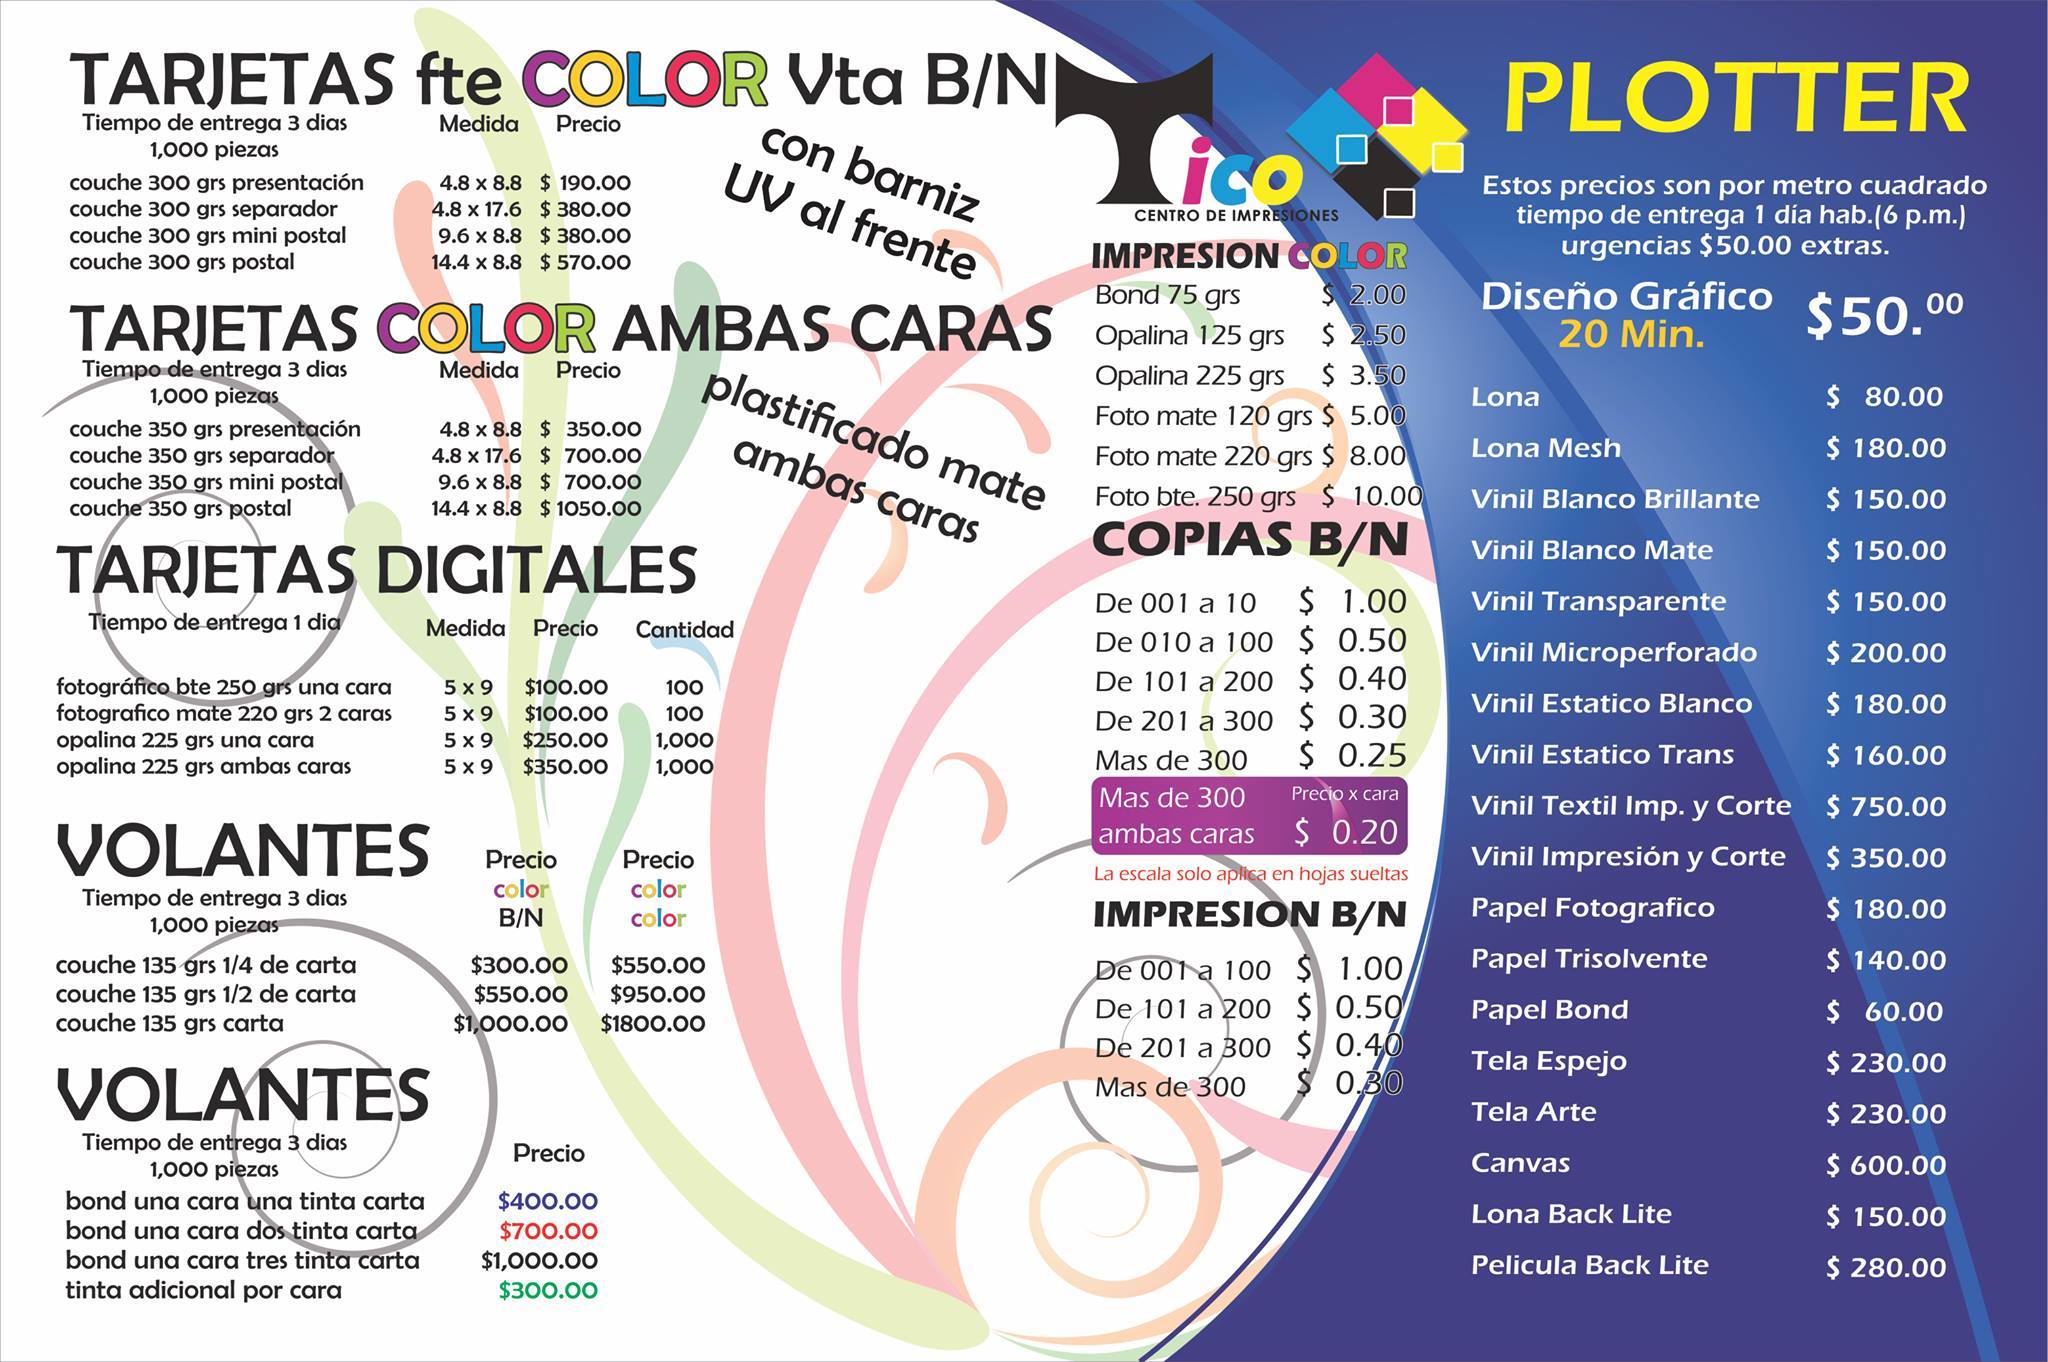 TARJETAS fte COLOR Vta B/N
Tiempo de entrega 3 dias Medida Precio
1,000 piezas
couche 300 grs presentación 4.8 x 8.8 $ 190.00
couche 300 grs separador 4.8 x 17.6 $ 380.00
couche 300 grs mini postal 9.6 x 8.8 $ 380.00
couche 300 grs postal 14.4 x 8.8 $ 570.00
con barniz
UV al frente
TARJETAS COLOR AMBAS CARAS
Tiempo de entrega 3 dias Medida Precio
1,000 piezas
couche 350 grs presentación 4.8 x 8.8 $ 350.00
couche 350 grs separador 4.8 x 17.6 $ 700.00
couche 350 grs mini postal 9.6 x 8.8 $ 700.00
couche 350 grs postal 14.4 x 8.8 $ 1050.00
plastificado mate
ambas caras
TARJETAS DIGITALES
Tiempo de entrega 1 dia Medida Precio Cantidad
fotográfico bte 250 grs una cara 5 x 9 $100.00 100
fotografico mate 220 grs 2 caras 5 x 9 $100.00 100
opalina 225 grs una cara 5 x 9 $250.00 1,000
opalina 225 grs ambas caras 5 x 9 $350.00 1,000
VOLANTES
Precio Precio
Tiempo de entrega 3 dias color color
1,000 piezas B/N color
couche 135 grs 1/4 de carta $300.00 $550.00
couche 135 grs 1/2 de carta $550.00 $950.00
couche 135 grs carta $1,000.00 $1800.00
VOLANTES
Tiempo de entrega 3 dias Precio
1,000 piezas
bond una cara una tinta carta $400.00
bond una cara dos tinta carta $700.00
bond una cara tres tinta carta $1,000.00
tinta adicional por cara $300.00
Tico
CENTRO DE IMPRESIONES
IMPRESION COLOR
Bond 75 grs $ 2.00
Opalina 125 grs $ 2.50
Opalina 225 grs $ 3.50
Foto mate 120 grs $ 5.00
Foto mate 220 grs $ 8.00
Foto bte. 250 grs $ 10.00
COPIAS B/N
De 001 a 10 $ 1.00
De 010 a 100 $ 0.50
De 101 a 200 $ 0.40
De 201 a 300 $ 0.30
Mas de 300 $ 0.25
Mas de 300 Precio x cara
ambas caras $ 0.20
La escala solo aplica en hojas sueltas
IMPRESION B/N
De 001 a 100 $ 1.00
De 101 a 200 $ 0.50
De 201 a 300 $ 0.40
Mas de 300 $ 0.30
PLOTTER
Estos precios son por metro cuadrado
tiempo de entrega 1 día hab.(6 p.m.)
urgencias $50.00 extras.
Diseño Gráfico $50.00
20 Min.
Lona $ 80.00
Lona Mesh $ 180.00
Vinil Blanco Brillante $ 150.00
Vinil Blanco Mate $ 150.00
Vinil Transparente $ 150.00
Vinil Microperforado $ 200.00
Vinil Estatico Blanco $ 180.00
Vinil Estatico Trans $ 160.00
Vinil Textil Imp. y Corte $ 750.00
Vinil Impresión y Corte $ 350.00
Papel Fotografico $ 180.00
Papel Trisolvente $ 140.00
Papel Bond $ 60.00
Tela Espejo $ 230.00
Tela Arte $ 230.00
Canvas $ 600.00
Lona Back Lite $ 150.00
Pelicula Back Lite $ 280.00